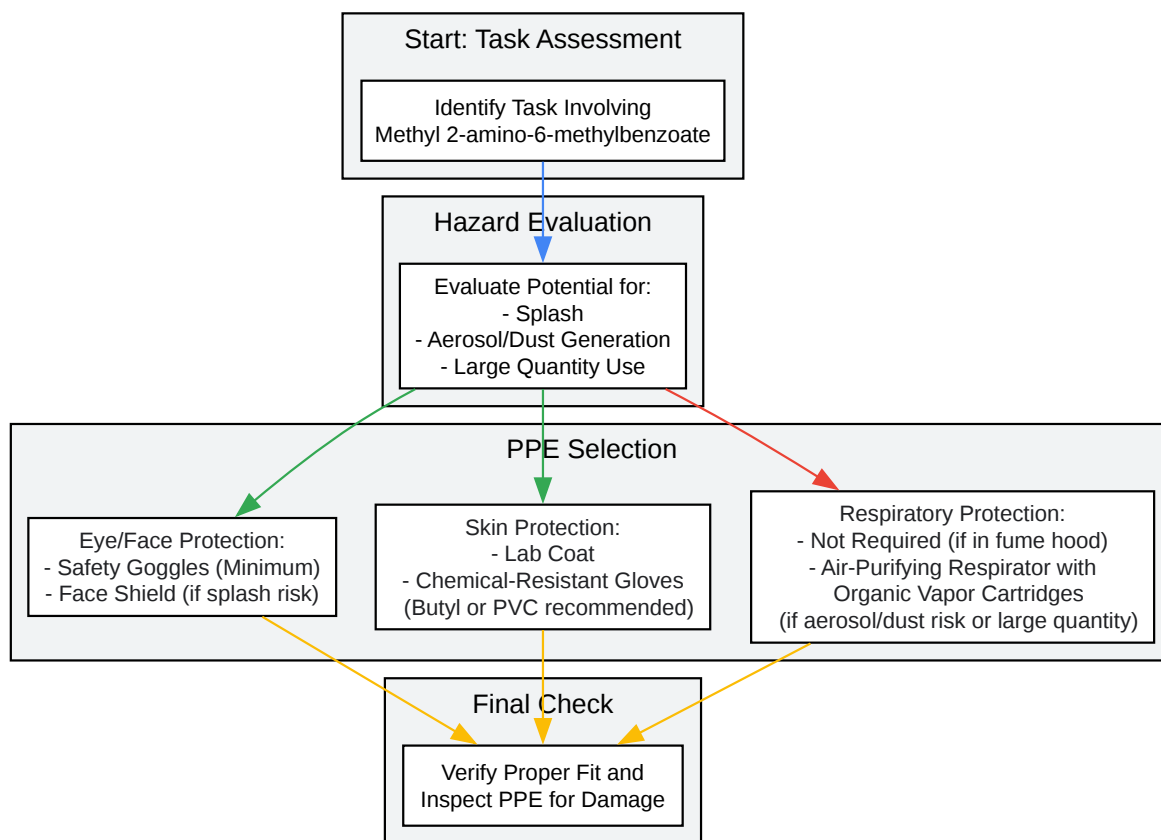 Start: Task Assessment
Identify Task Involving
Methyl 2-amino-6-methylbenzoate
Hazard Evaluation
Evaluate Potential for:
- Splash
- Aerosol/Dust Generation
- Large Quantity Use
PPE Selection
Eye/Face Protection:
- Safety Goggles (Minimum)
- Face Shield (if splash risk)
Skin Protection:
- Lab Coat
- Chemical-Resistant Gloves
(Butyl or PVC recommended)
Respiratory Protection:
- Not Required (if in fume hood)
- Air-Purifying Respirator with
Organic Vapor Cartridges
(if aerosol/dust risk or large quantity)
Final Check
Verify Proper Fit and
Inspect PPE for Damage